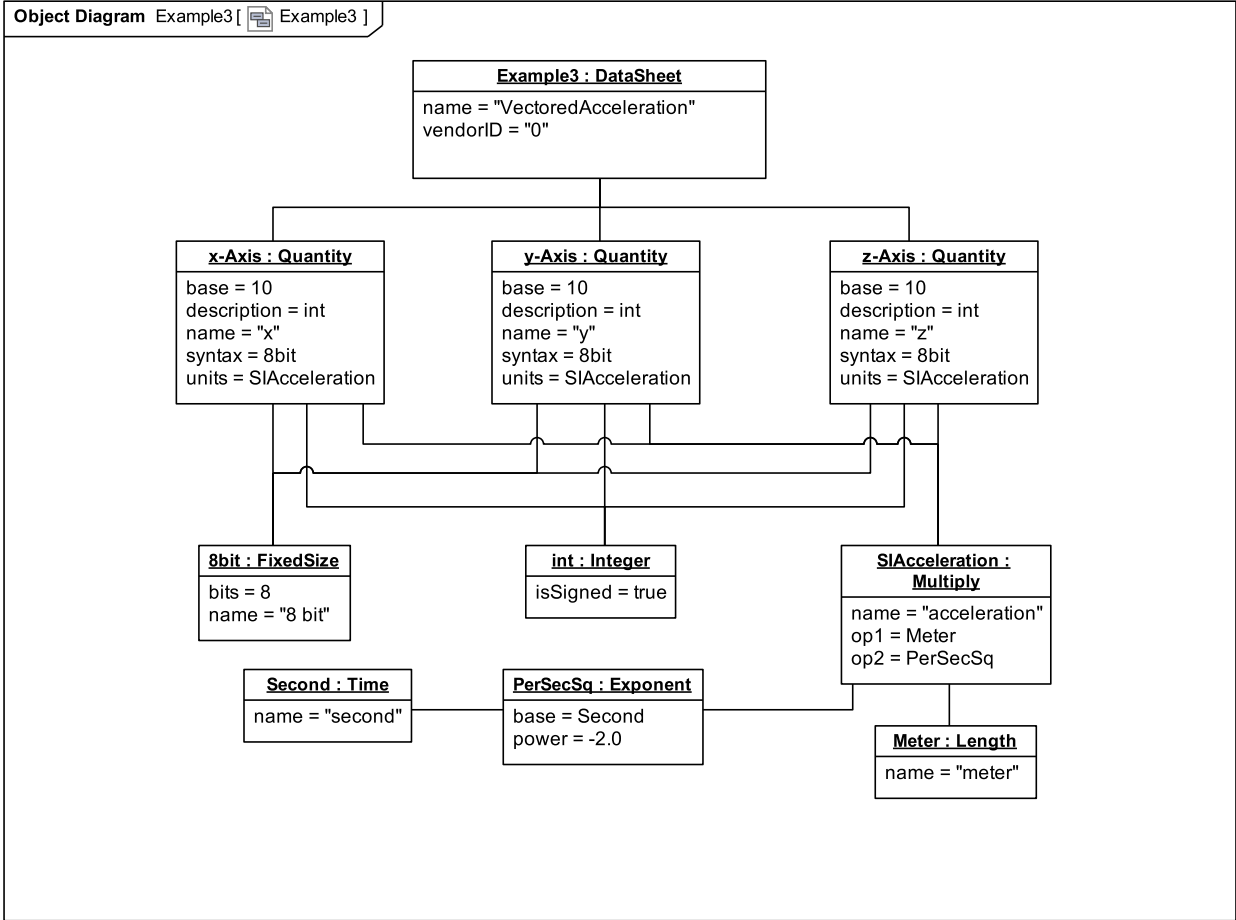 Object Diagram Example3 [ Example3 ]
Example3 : DataSheet
name = "VectoredAcceleration"
vendorID = "0"
x-Axis : Quantity
base = 10
description = int
name = "x"
syntax = 8bit
units = SIAcceleration
y-Axis : Quantity
base = 10
description = int
name = "y"
syntax = 8bit
units = SIAcceleration
z-Axis : Quantity
base = 10
description = int
name = "z"
syntax = 8bit
units = SIAcceleration
8bit : FixedSize
bits = 8
name = "8 bit"
int : Integer
isSigned = true
SIAcceleration :
Multiply
name = "acceleration"
op1 = Meter
op2 = PerSecSq
Second : Time
name = "second"
PerSecSq : Exponent
base = Second
power = -2.0
Meter : Length
name = "meter"